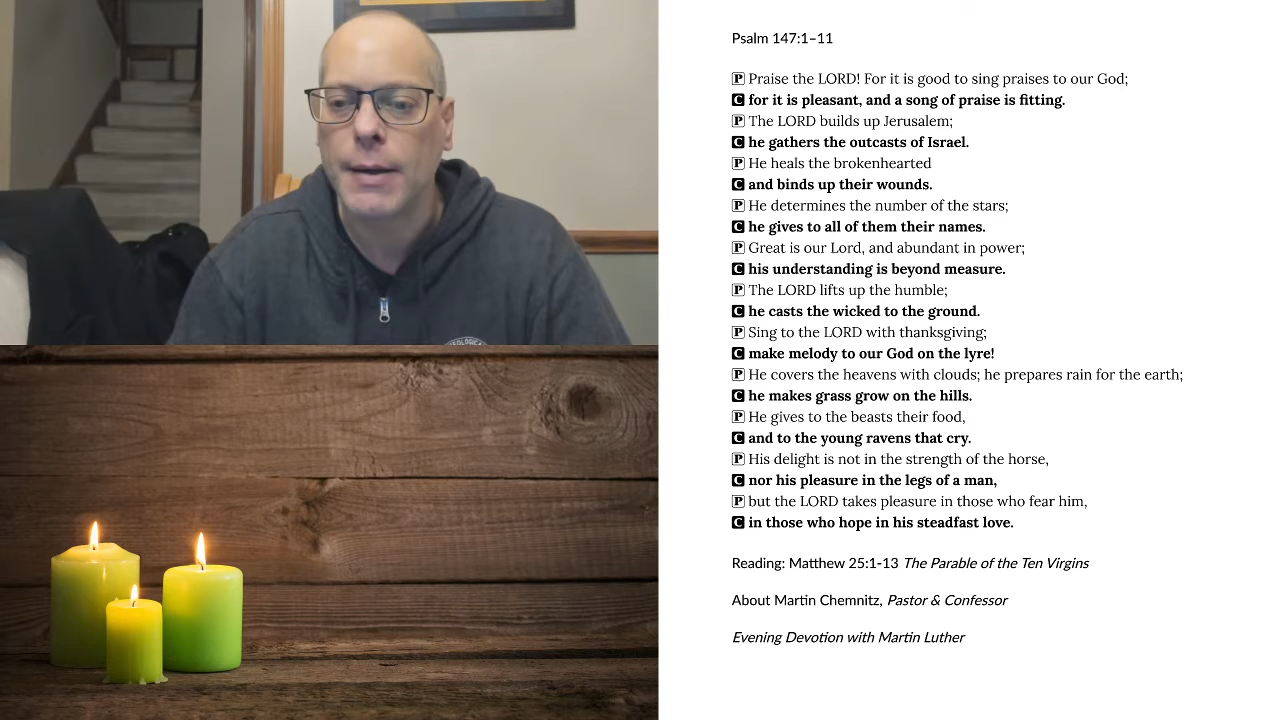 Psalm 147:1–11
P Praise the LORD! For it is good to sing praises to our God;
C for it is pleasant, and a song of praise is fitting.
P The LORD builds up Jerusalem;
C he gathers the outcasts of Israel.
P He heals the brokenhearted
C and binds up their wounds.
P He determines the number of the stars;
C he gives to all of them their names.
P Great is our Lord, and abundant in power;
C his understanding is beyond measure.
P The LORD lifts up the humble;
C he casts the wicked to the ground.
P Sing to the LORD with thanksgiving;
C make melody to our God on the lyre!
P He covers the heavens with clouds; he prepares rain for the earth;
C he makes grass grow on the hills.
P He gives to the beasts their food,
C and to the young ravens that cry.
P His delight is not in the strength of the horse,
C nor his pleasure in the legs of a man,
P but the LORD takes pleasure in those who fear him,
C in those who hope in his steadfast love.
Reading: Matthew 25:1-13 The Parable of the Ten Virgins
About Martin Chemnitz, Pastor & Confessor
Evening Devotion with Martin Luther